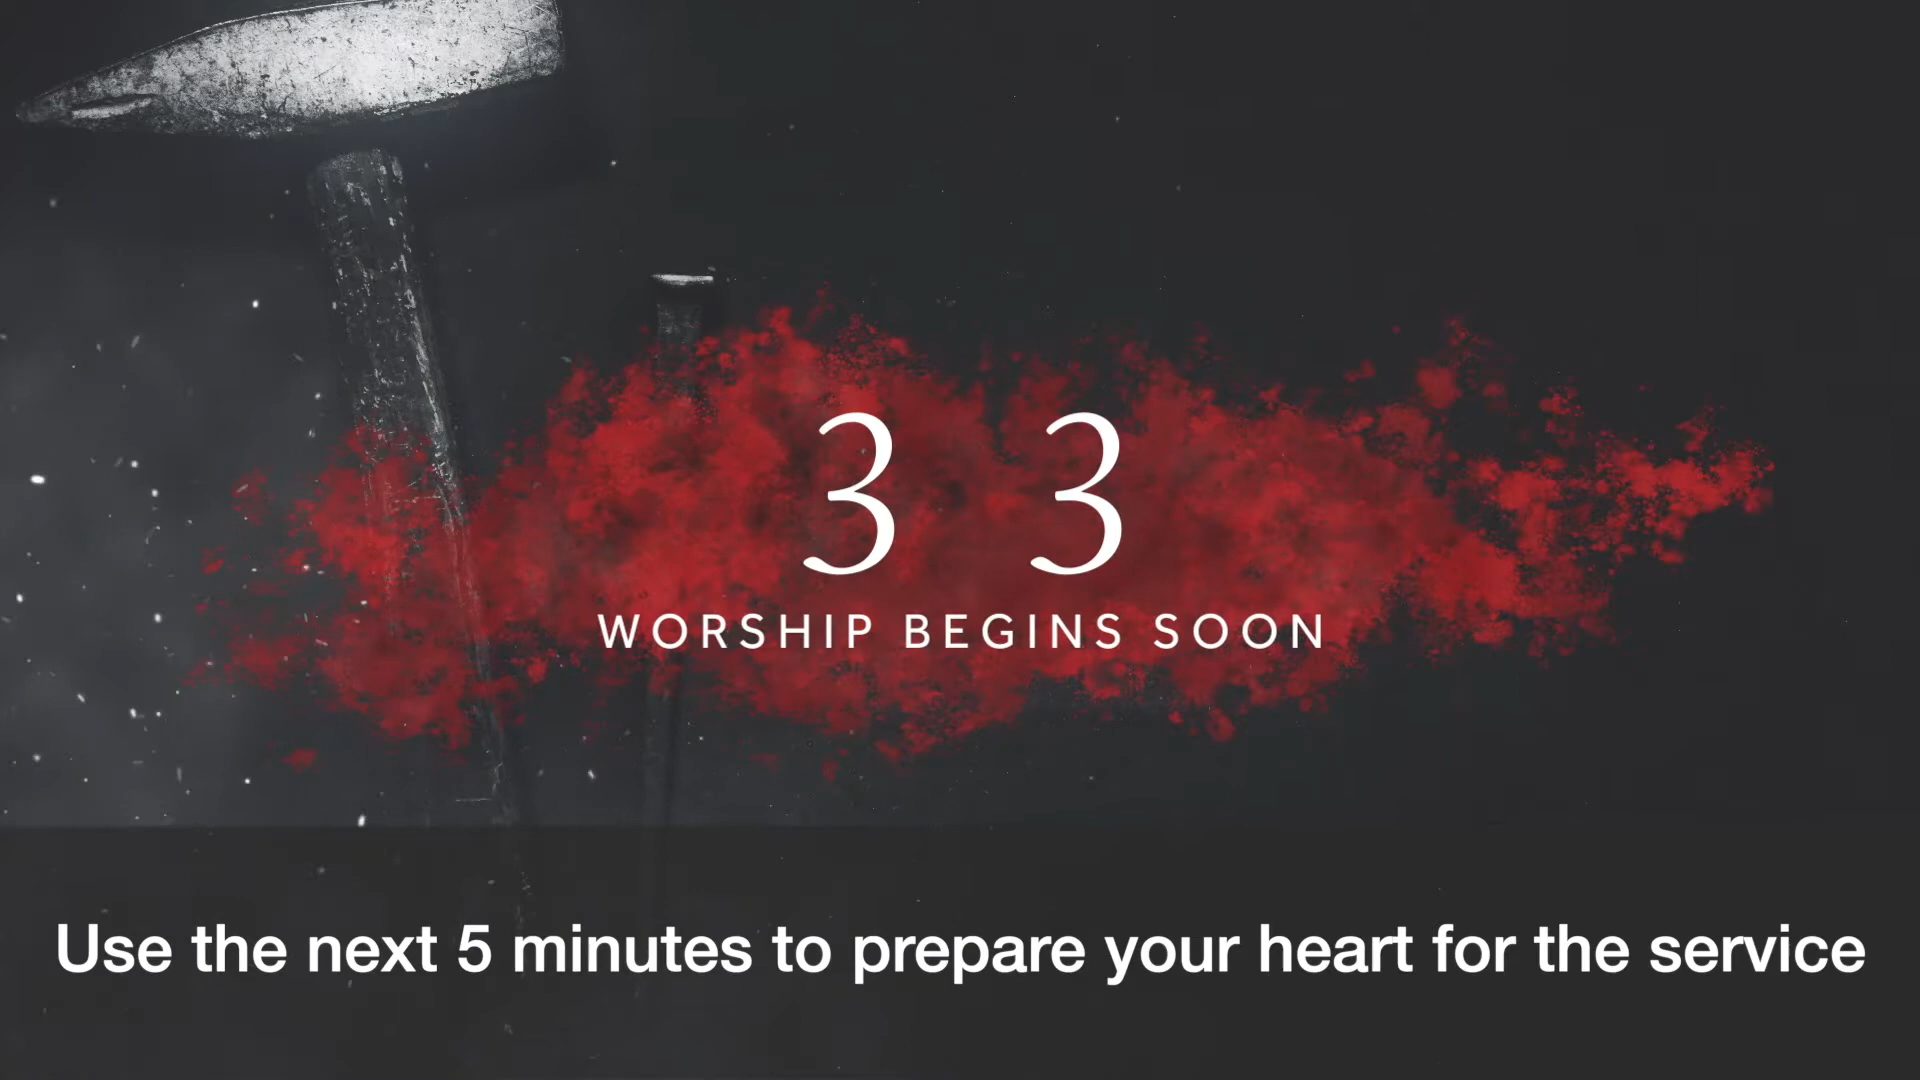 3 3
WORSHIP BEGINS SOON
Use the next 5 minutes to prepare your heart for the service